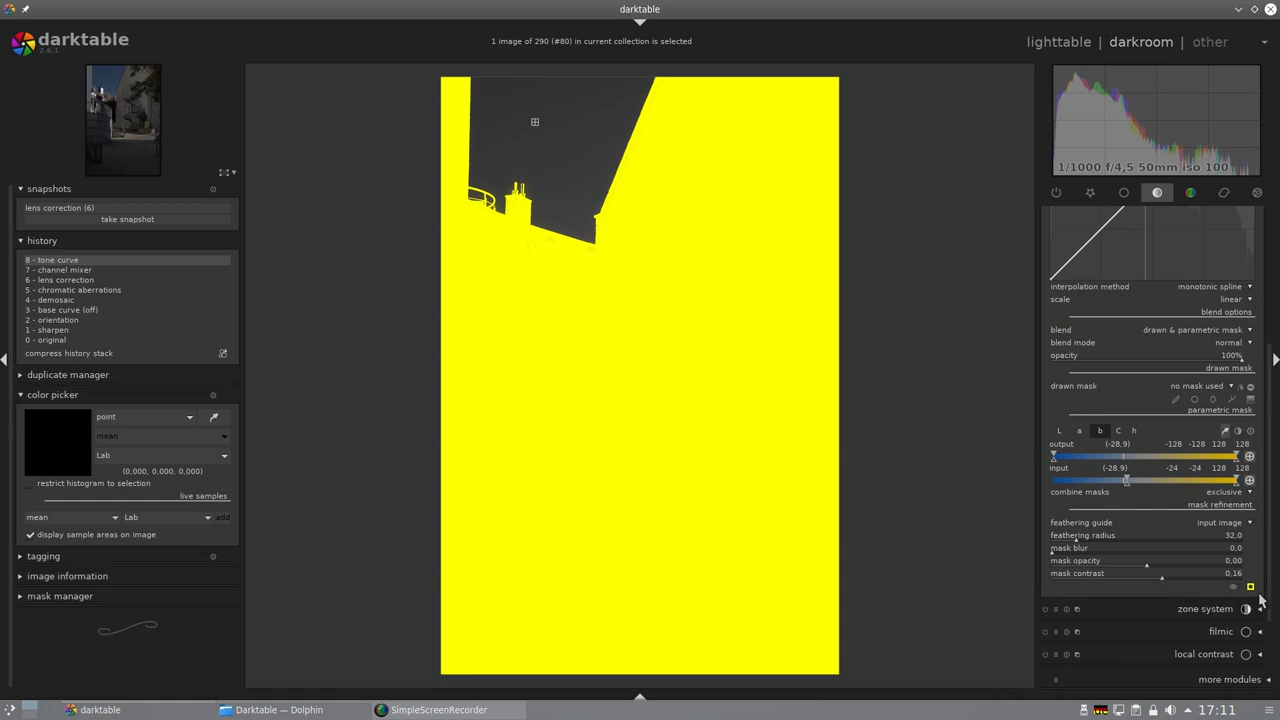 darktable
darktable
2.6.1
1 image of 290 (#80) in current collection is selected
lighttable | darkroom | other
1/1000 f/4,5 50mm iso 100
snapshots
lens correction (6)
take snapshot
history
8 - tone curve
7 - channel mixer
6 - lens correction
5 - chromatic aberrations
4 - demosaic
3 - base curve (off)
2 - orientation
1 - sharpen
0 - original
compress history stack
duplicate manager
color picker
point
mean
Lab
(0,000, 0,000, 0,000)
restrict histogram to selection
live samples
mean Lab add
display sample areas on image
tagging
image information
mask manager
interpolation method monotonic spline
scale linear
blend options
blend drawn & parametric mask
blend mode normal
opacity 100%
drawn mask
drawn mask no mask used
parametric mask
L a b C h
output (-28,9) -128 -128 128 128
input (-28,9) -24 -24 128 128
combine masks exclusive
mask refinement
feathering guide input image
feathering radius 32,0
mask blur 0,0
mask opacity 0,00
mask contrast 0,16
zone system
filmic
local contrast
more modules
darktable
Darktable — Dolphin
SimpleScreenRecorder
17:11